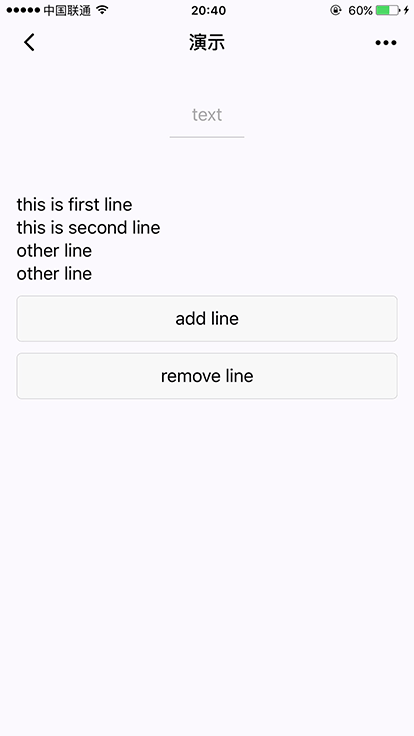 中国联通
20:40
60%
演示
text
this is first line
this is second line
other line
other line
add line
remove line